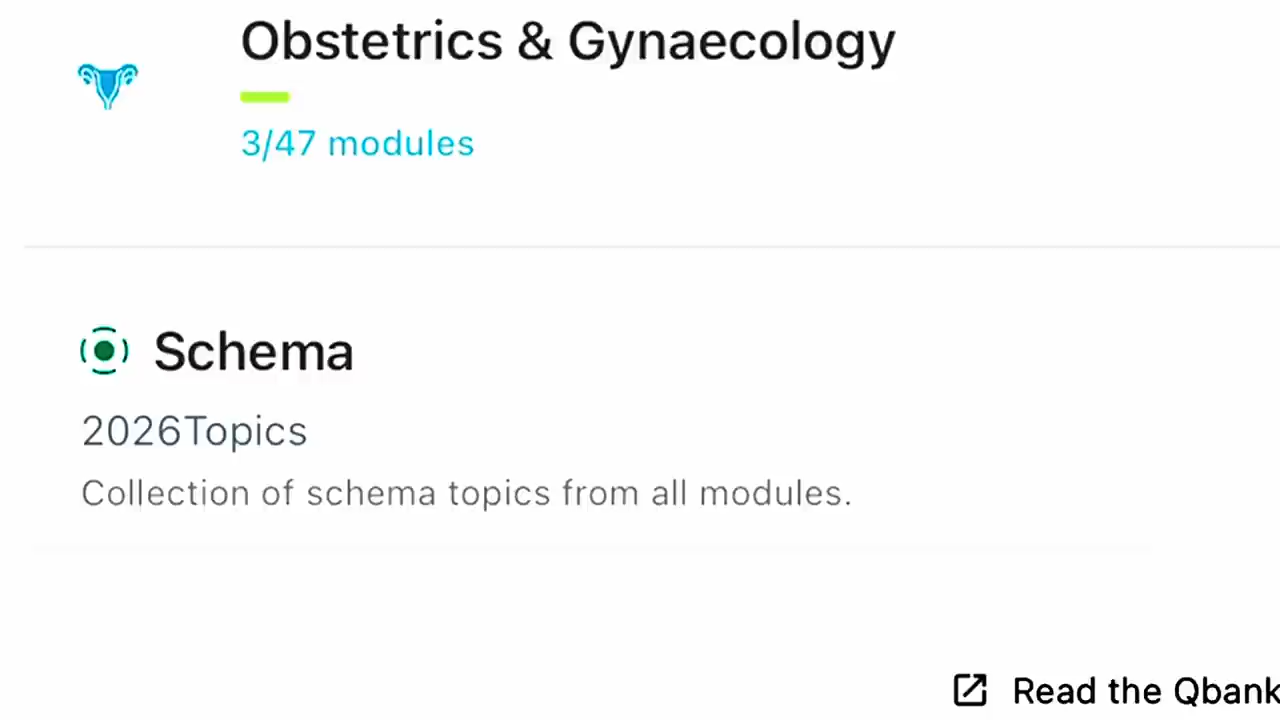 Obstetrics & Gynaecology
3/47 modules
Schema
2026Topics
Collection of schema topics from all modules.
Read the Qbank